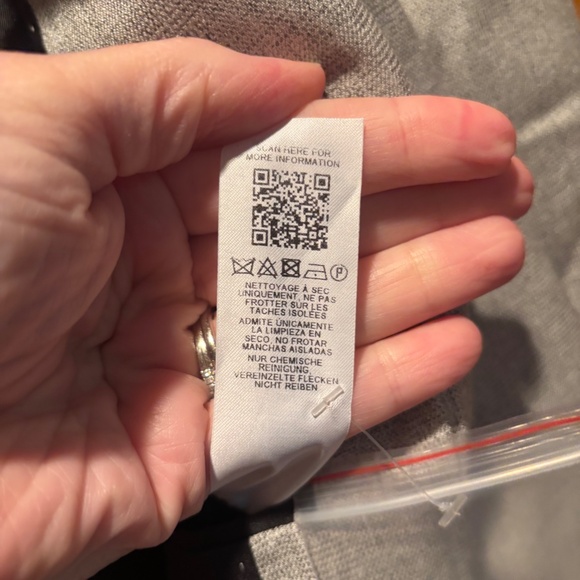 SCAN HERE FOR
MORE INFORMATION
P
NETTOYAGE À SEC
UNIQUEMENT, NE PAS
FROTTER SUR LES
TACHES ISOLÉES
ADMITE ÚNICAMENTE
LA LIMPIEZA EN
SECO, NO FROTAR
MANCHAS AISLADAS
NUR CHEMISCHE
REINIGUNG,
VEREINZELTE FLECKEN
NICHT REIBEN